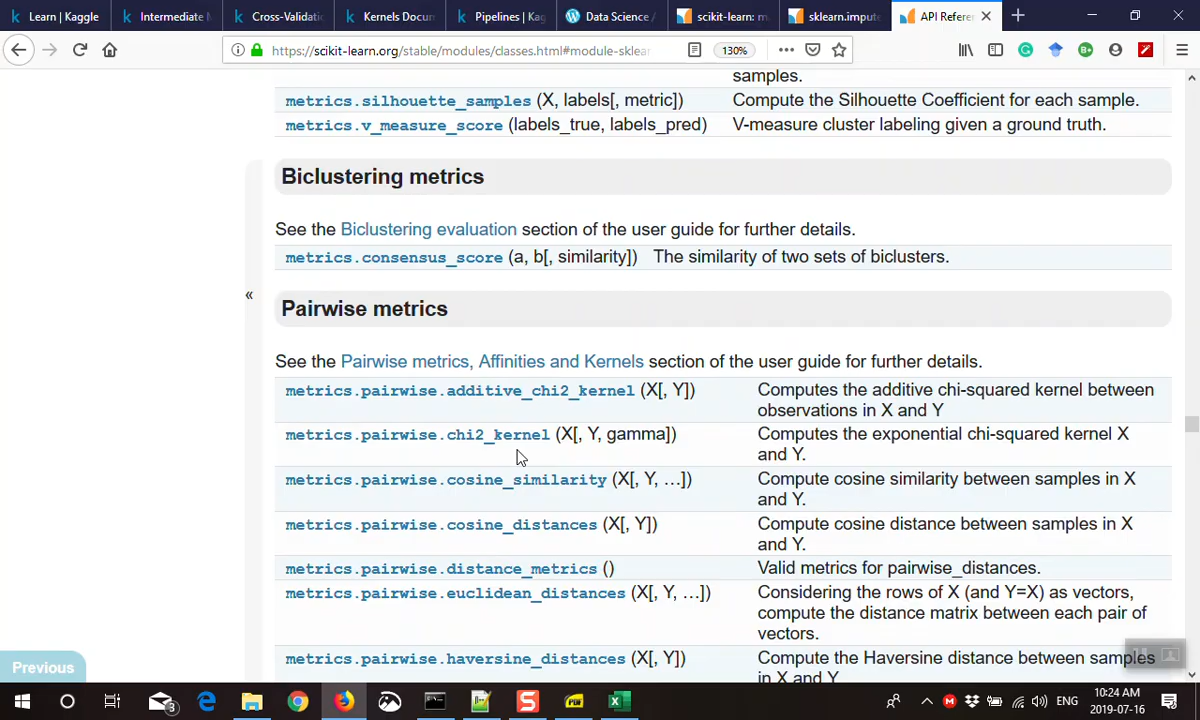 Learn | Kaggle
Intermediate M
Cross-Validatio
Kernels Docun
Pipelines | Kag
Data Science /
scikit-learn: ma
sklearn.impute
API Refere
https://scikit-learn.org/stable/modules/classes.html#module-sklear
130%
samples.
metrics.silhouette_samples (X, labels[, metric]) Compute the Silhouette Coefficient for each sample.
metrics.v_measure_score (labels_true, labels_pred) V-measure cluster labeling given a ground truth.
Biclustering metrics
See the Biclustering evaluation section of the user guide for further details.
metrics.consensus_score (a, b[, similarity]) The similarity of two sets of biclusters.
«
Pairwise metrics
See the Pairwise metrics, Affinities and Kernels section of the user guide for further details.
metrics.pairwise.additive_chi2_kernel (X[, Y]) Computes the additive chi-squared kernel between
observations in X and Y
metrics.pairwise.chi2_kernel (X[, Y, gamma]) Computes the exponential chi-squared kernel X
and Y.
metrics.pairwise.cosine_similarity (X[, Y, …]) Compute cosine similarity between samples in X
and Y.
metrics.pairwise.cosine_distances (X[, Y]) Compute cosine distance between samples in X
and Y.
metrics.pairwise.distance_metrics () Valid metrics for pairwise_distances.
metrics.pairwise.euclidean_distances (X[, Y, …]) Considering the rows of X (and Y=X) as vectors,
compute the distance matrix between each pair of
vectors.
metrics.pairwise.haversine_distances (X[, Y]) Compute the Haversine distance between samples
in X and Y
Previous
3
ENG
10:24 AM
2019-07-16